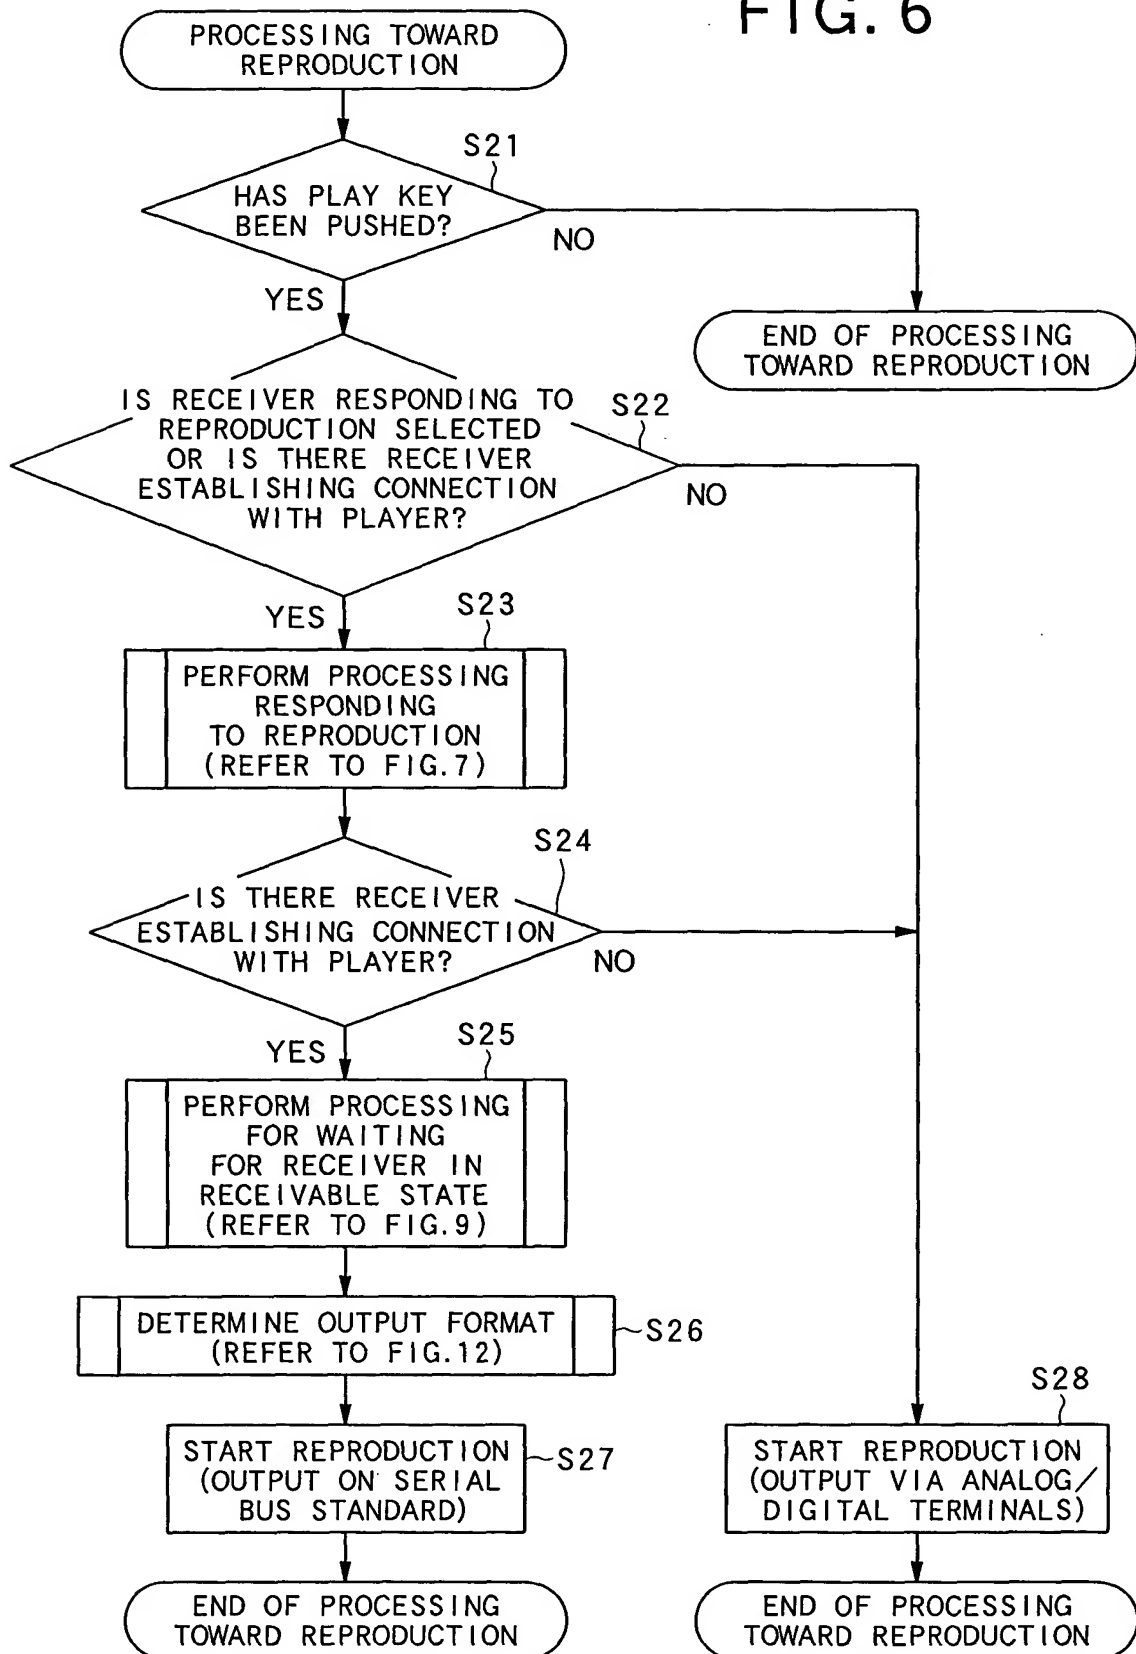 FIG. 6
PROCESSING TOWARD
REPRODUCTION
S21
HAS PLAY KEY
BEEN PUSHED?
NO
YES
END OF PROCESSING
TOWARD REPRODUCTION
IS RECEIVER RESPONDING TO
REPRODUCTION SELECTED
OR IS THERE RECEIVER
ESTABLISHING CONNECTION
WITH PLAYER?
S22
NO
YES
S23
PERFORM PROCESSING
RESPONDING
TO REPRODUCTION
(REFER TO FIG.7)
S24
IS THERE RECEIVER
ESTABLISHING CONNECTION
WITH PLAYER?
NO
YES
S25
PERFORM PROCESSING
FOR WAITING
FOR RECEIVER IN
RECEIVABLE STATE
(REFER TO FIG.9)
DETERMINE OUTPUT FORMAT
(REFER TO FIG.12)
S26
START REPRODUCTION
(OUTPUT ON SERIAL
BUS STANDARD)
S27
S28
START REPRODUCTION
(OUTPUT VIA ANALOG/
DIGITAL TERMINALS)
END OF PROCESSING
TOWARD REPRODUCTION
END OF PROCESSING
TOWARD REPRODUCTION